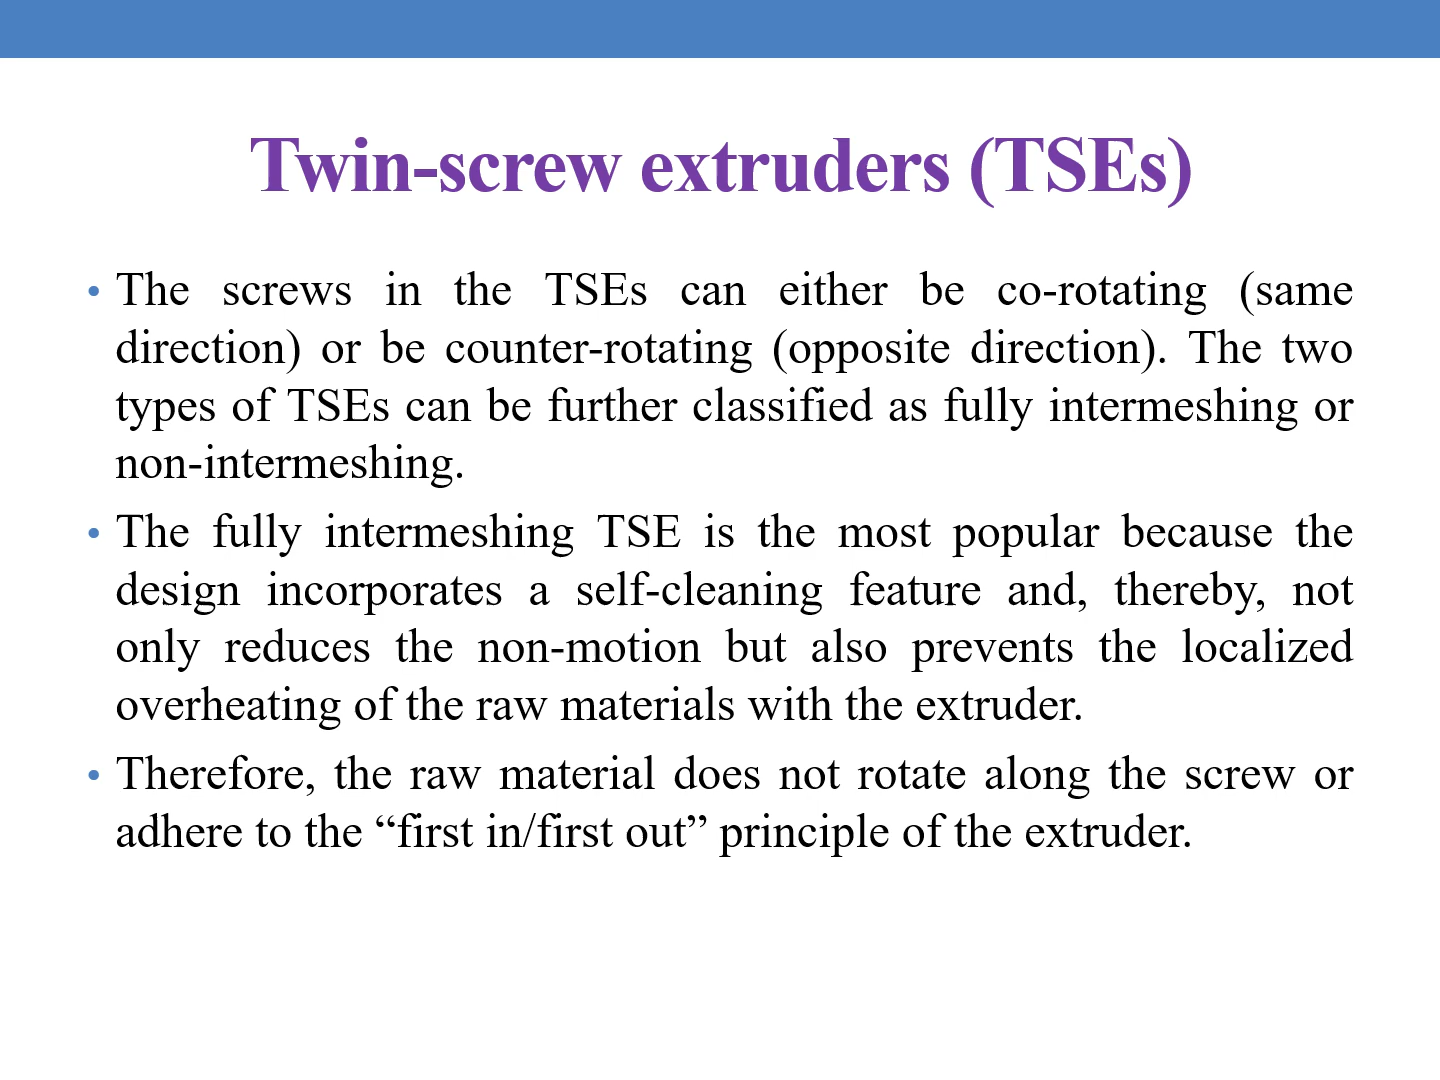 Twin-screw extruders (TSEs)
• The screws in the TSEs can either be co-rotating (same
direction) or be counter-rotating (opposite direction). The two
types of TSEs can be further classified as fully intermeshing or
non-intermeshing.
• The fully intermeshing TSE is the most popular because the
design incorporates a self-cleaning feature and, thereby, not
only reduces the non-motion but also prevents the localized
overheating of the raw materials with the extruder.
• Therefore, the raw material does not rotate along the screw or
adhere to the “first in/first out” principle of the extruder.